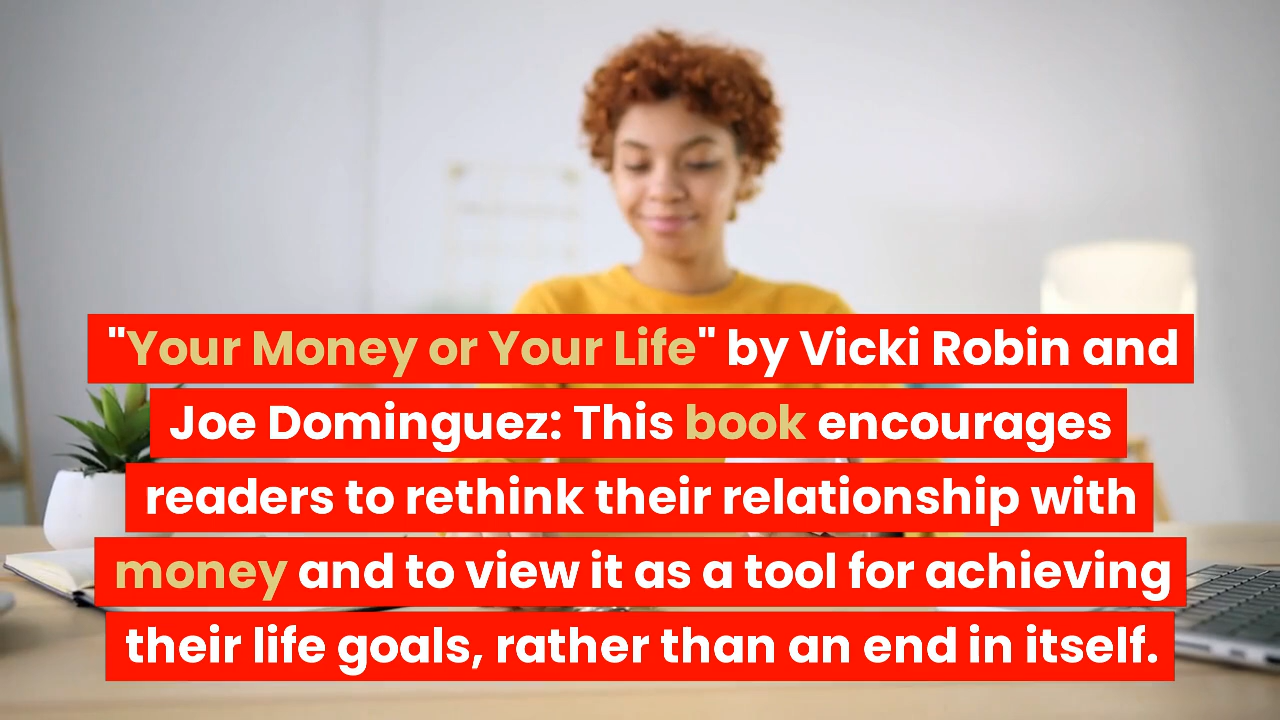 "Your Money or Your Life" by Vicki Robin and
Joe Dominguez: This book encourages
readers to rethink their relationship with
money and to view it as a tool for achieving
their life goals, rather than an end in itself.